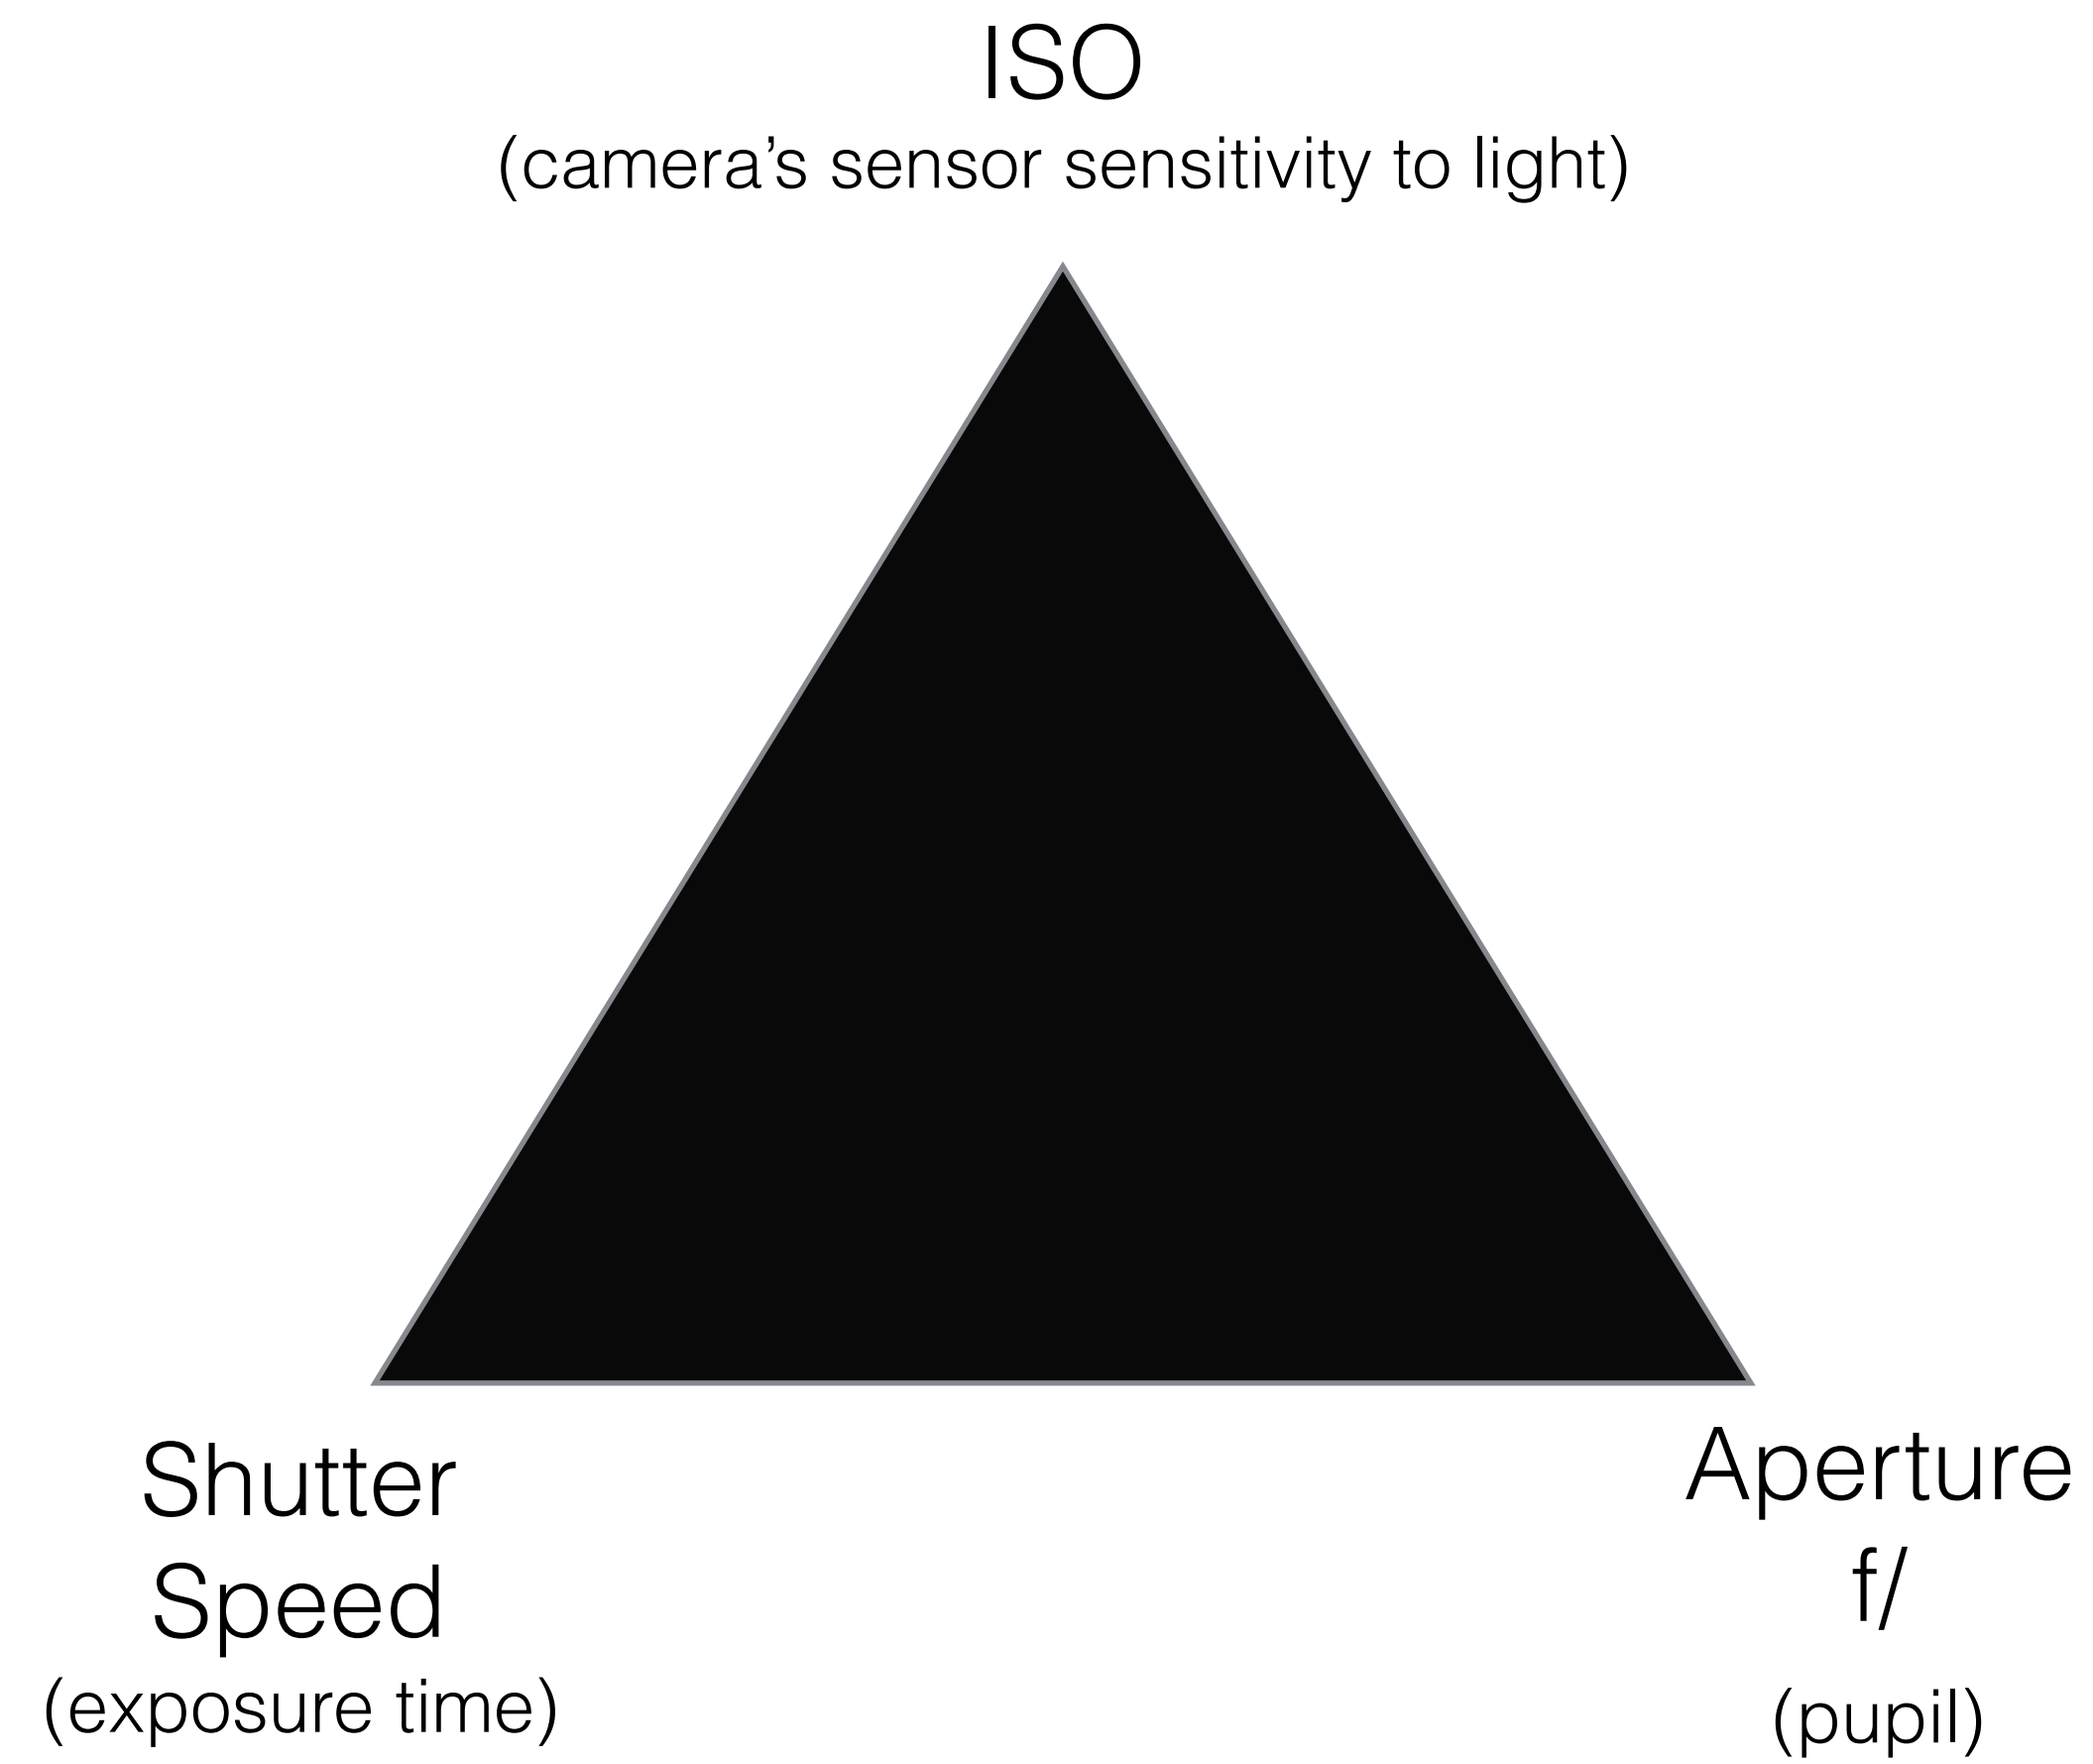 ISO
(camera’s sensor sensitivity to light)
Shutter
Speed
(exposure time)
Aperture
f/
(pupil)